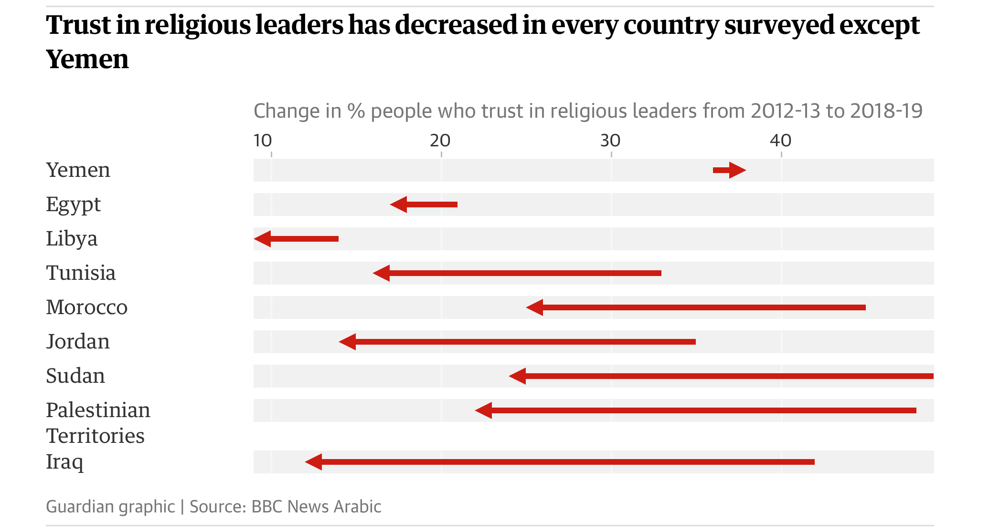 Trust in religious leaders has decreased in every country surveyed except
Yemen
Change in % people who trust in religious leaders from 2012-13 to 2018-19
10 20 30 40
Yemen
Egypt
Libya
Tunisia
Morocco
Jordan
Sudan
Palestinian
Territories
Iraq
Guardian graphic | Source: BBC News Arabic